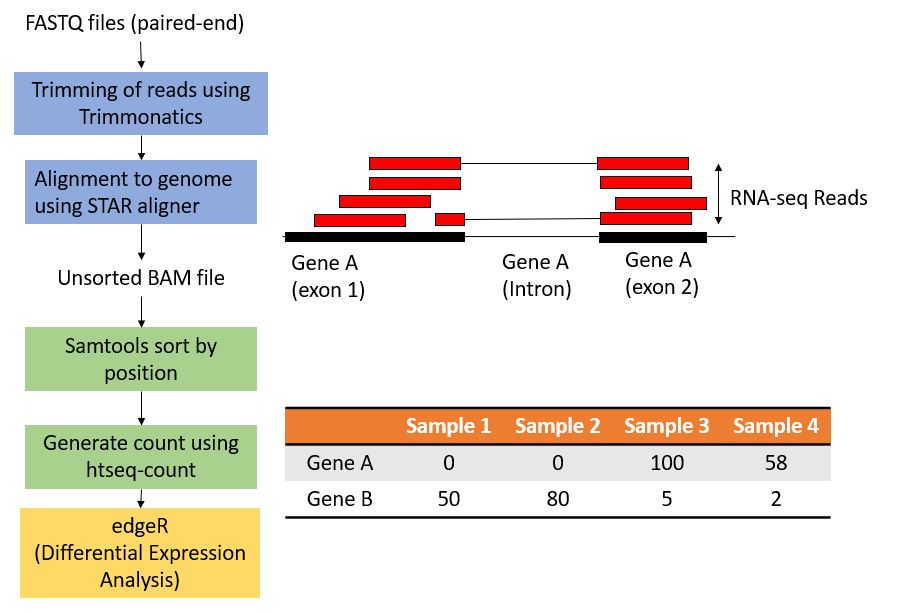 FASTQ files (paired-end)
Trimming of reads using
Trimmonatics
Alignment to genome
using STAR aligner
Unsorted BAM file
Samtools sort by
position
Generate count using
htseq-count
edgeR
(Differential Expression
Analysis)
RNA-seq Reads
Gene A
(exon 1)
Gene A
(Intron)
Gene A
(exon 2)
Sample 1 Sample 2 Sample 3 Sample 4
Gene A 0 0 100 58
Gene B 50 80 5 2